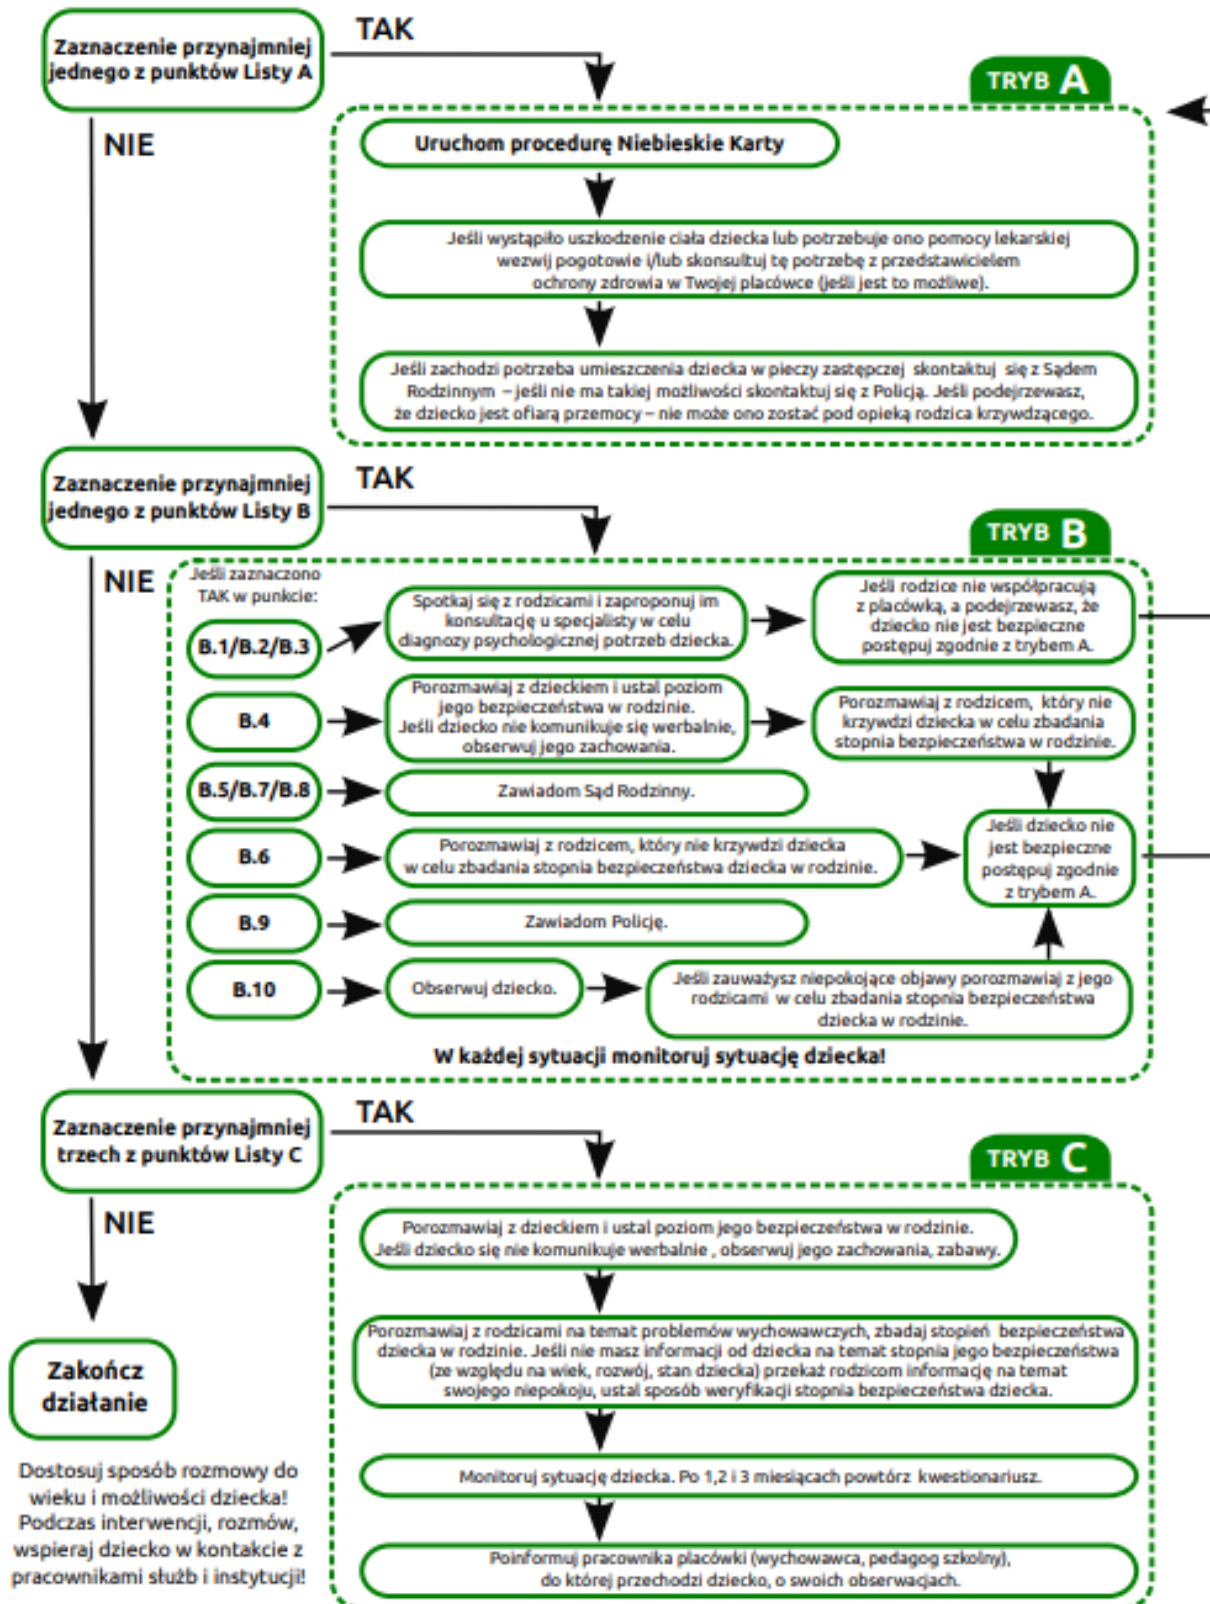 Zaznaczenie przynajmniej
jednego z punktów Listy A
TAK
NIE
TRYB A
Uruchom procedurę Niebieskie Karty
Jeśli wystąpiło uszkodzenie ciała dziecka lub potrzebuje ono pomocy lekarskiej
wezwij pogotowie i/lub skonsultuj tę potrzebę z przedstawicielem
ochrony zdrowia w Twojej placówce (jeśli jest to możliwe).
Jeśli zachodzi potrzeba umieszczenia dziecka w pieczy zastępczej skontaktuj się z Sądem
Rodzinnym – jeśli nie ma takiej możliwości skontaktuj się z Policją. Jeśli podejrzewasz,
że dziecko jest ofiarą przemocy – nie może ono zostać pod opieką rodzica krzywdzącego.
Zaznaczenie przynajmniej
jednego z punktów Listy B
TAK
NIE
TRYB B
Jeśli zaznaczono
TAK w punkcie:
B.1/B.2/B.3
Spotkaj się z rodzicami i zaproponuj im
konsultację u specjalisty w celu
diagnozy psychologicznej potrzeb dziecka.
Jeśli rodzice nie współpracują
z placówką, a podejrzewasz, że
dziecko nie jest bezpieczne
postępuj zgodnie z trybem A.
B.4
Porozmawiaj z dzieckiem i ustal poziom
jego bezpieczeństwa w rodzinie.
Jeśli dziecko nie komunikuje się werbalnie,
obserwuj jego zachowania.
Porozmawiaj z rodzicem, który nie
krzywdzi dziecka w celu zbadania
stopnia bezpieczeństwa w rodzinie.
B.5/B.7/B.8
Zawiadom Sąd Rodzinny.
B.6
Porozmawiaj z rodzicem, który nie krzywdzi dziecka
w celu zbadania stopnia bezpieczeństwa dziecka w rodzinie.
Jeśli dziecko nie
jest bezpieczne
postępuj zgodnie
z trybem A.
B.9
Zawiadom Policję.
B.10
Obserwuj dziecko.
Jeśli zauważysz niepokojące objawy porozmawiaj z jego
rodzicami w celu zbadania stopnia bezpieczeństwa
dziecka w rodzinie.
W każdej sytuacji monitoruj sytuację dziecka!
Zaznaczenie przynajmniej
trzech z punktów Listy C
TAK
NIE
TRYB C
Porozmawiaj z dzieckiem i ustal poziom jego bezpieczeństwa w rodzinie.
Jeśli dziecko się nie komunikuje werbalnie , obserwuj jego zachowania, zabawy.
Porozmawiaj z rodzicami na temat problemów wychowawczych, zbadaj stopień bezpieczeństwa
dziecka w rodzinie. Jeśli nie masz informacji od dziecka na temat stopnia jego bezpieczeństwa
(ze względu na wiek, rozwój, stan dziecka) przekaż rodzicom informację na temat
swojego niepokoju, ustal sposób weryfikacji stopnia bezpieczeństwa dziecka.
Monitoruj sytuację dziecka. Po 1,2 i 3 miesiącach powtórz kwestionariusz.
Poinformuj pracownika placówki (wychowawca, pedagog szkolny),
do której przechodzi dziecko, o swoich obserwacjach.
Zakończ
działanie
Dostosuj sposób rozmowy do
wieku i możliwości dziecka!
Podczas interwencji, rozmów,
wspieraj dziecko w kontakcie z
pracownikami służb i instytucji!